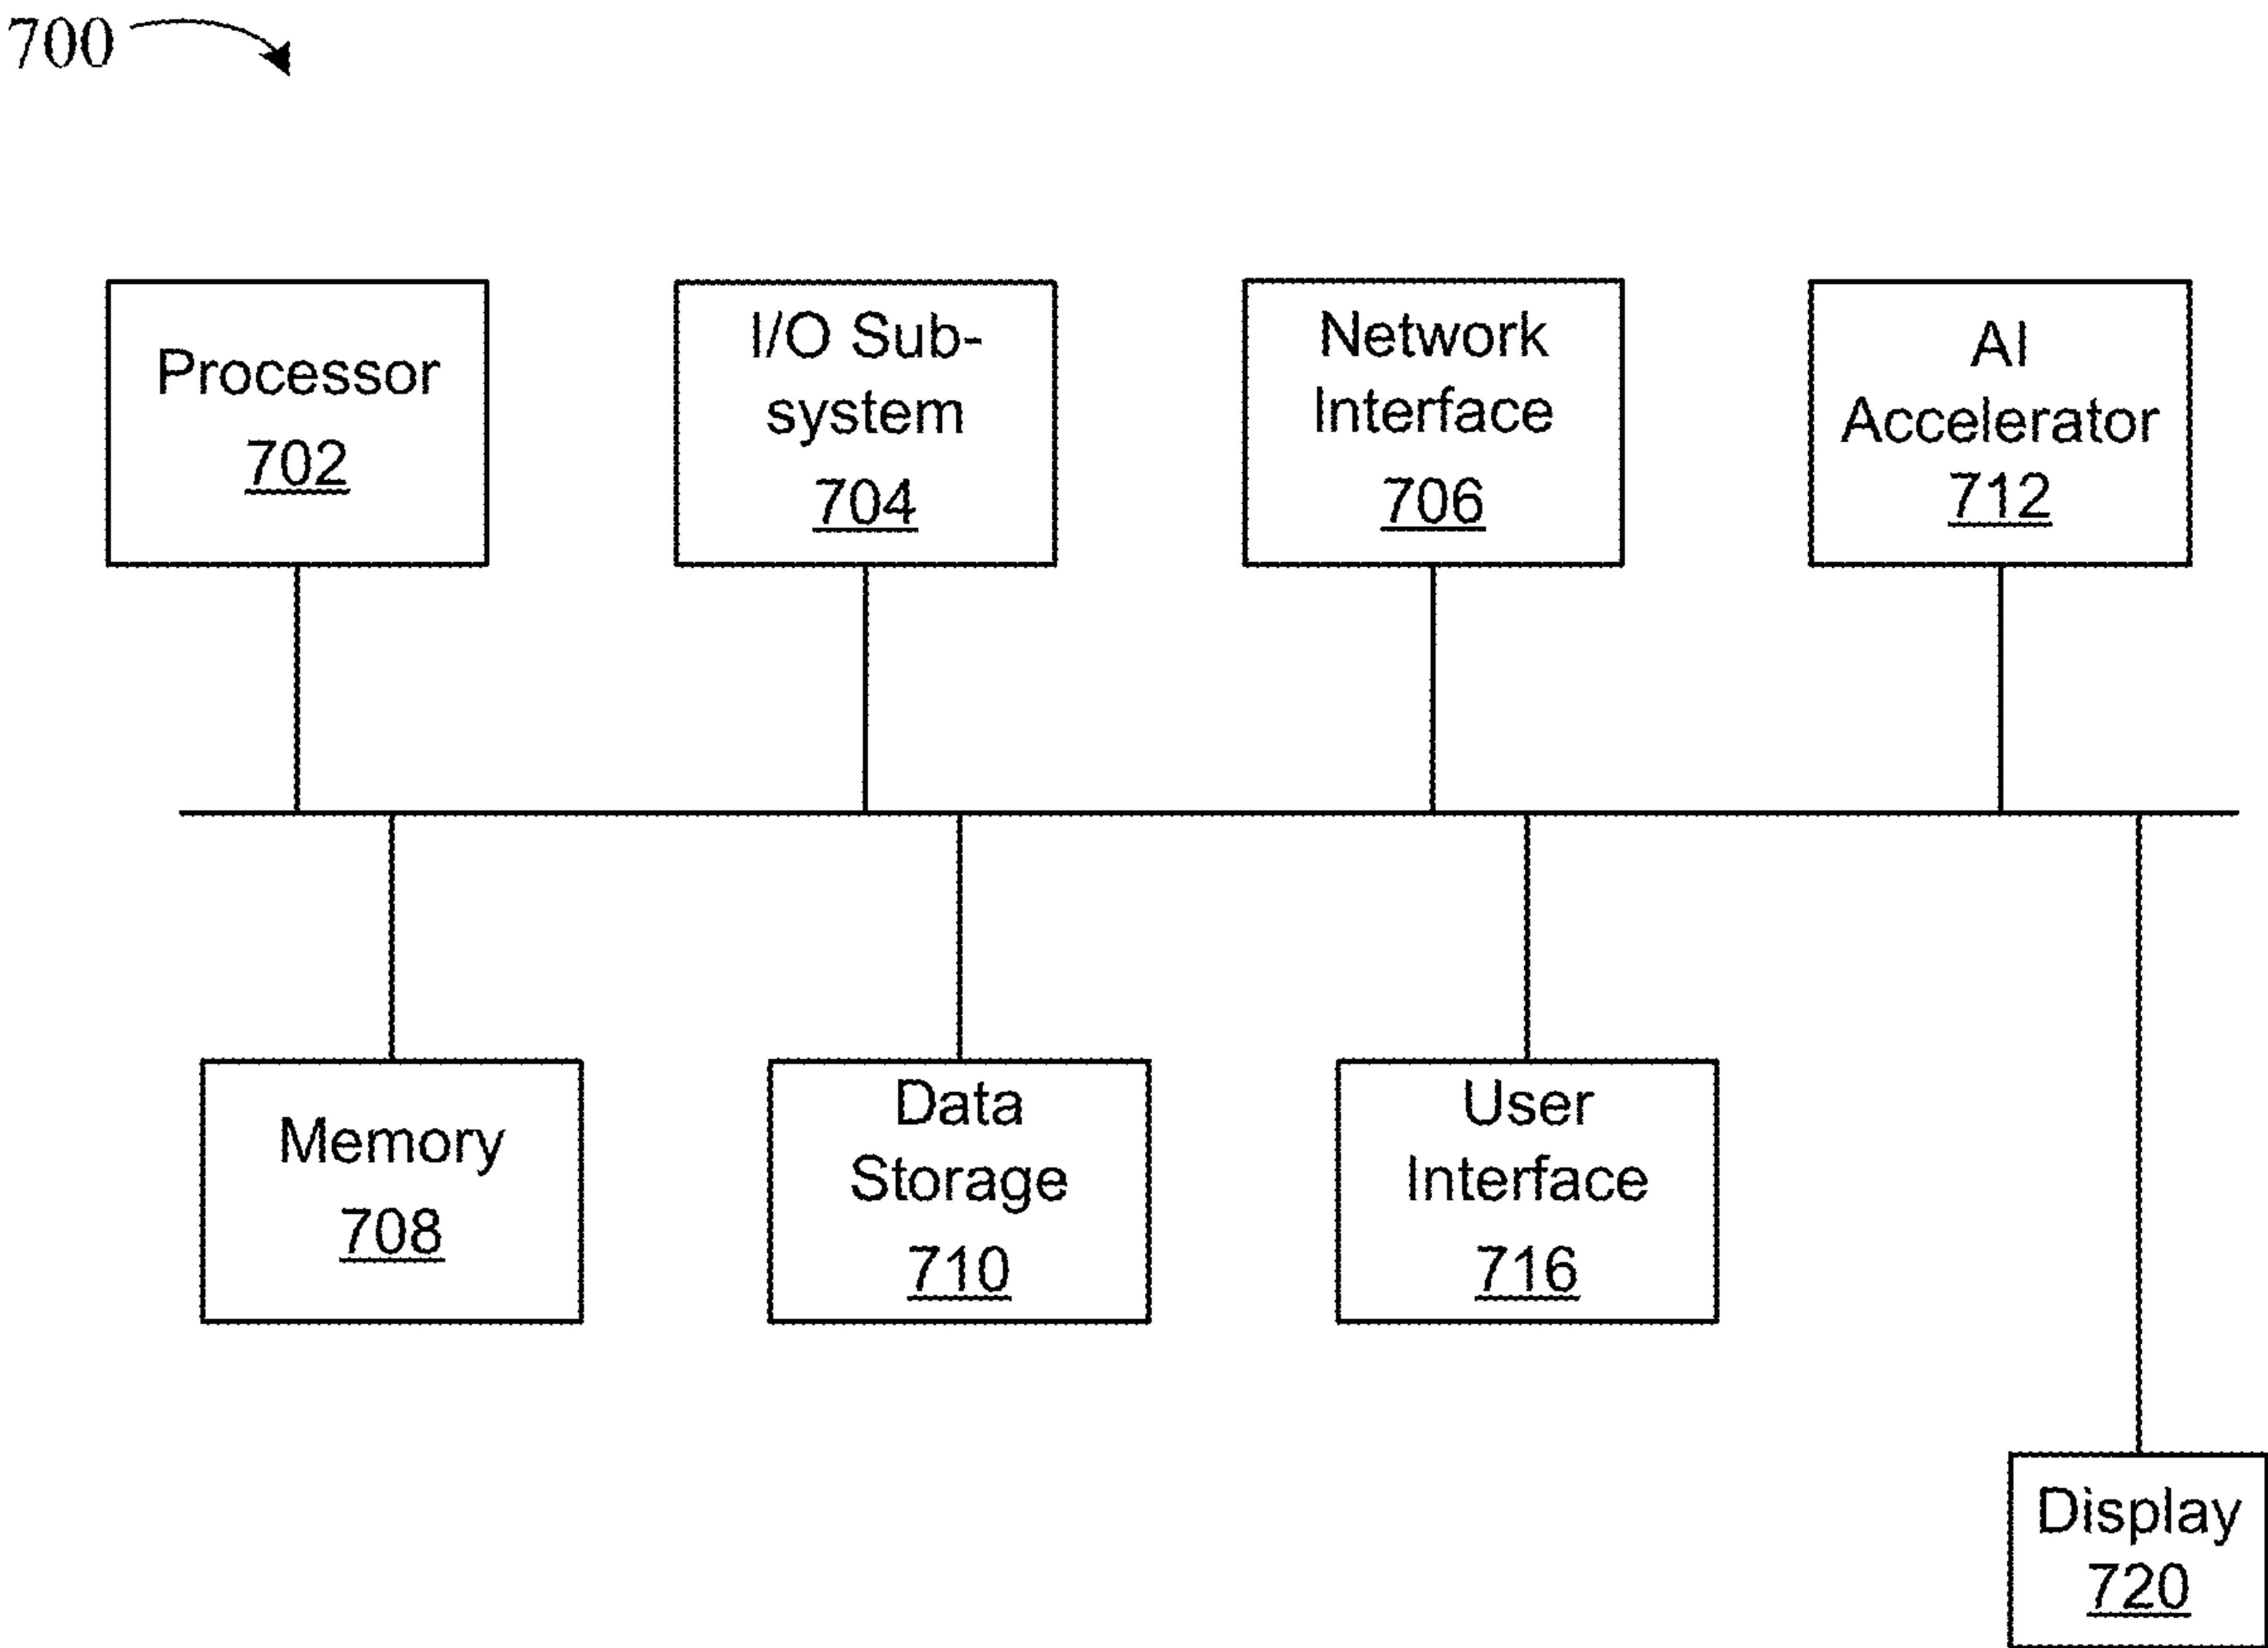 700
Processor
702
I/O Sub-
system
704
Network
Interface
706
AI
Accelerator
712
Memory
708
Data
Storage
710
User
Interface
716
Display
720